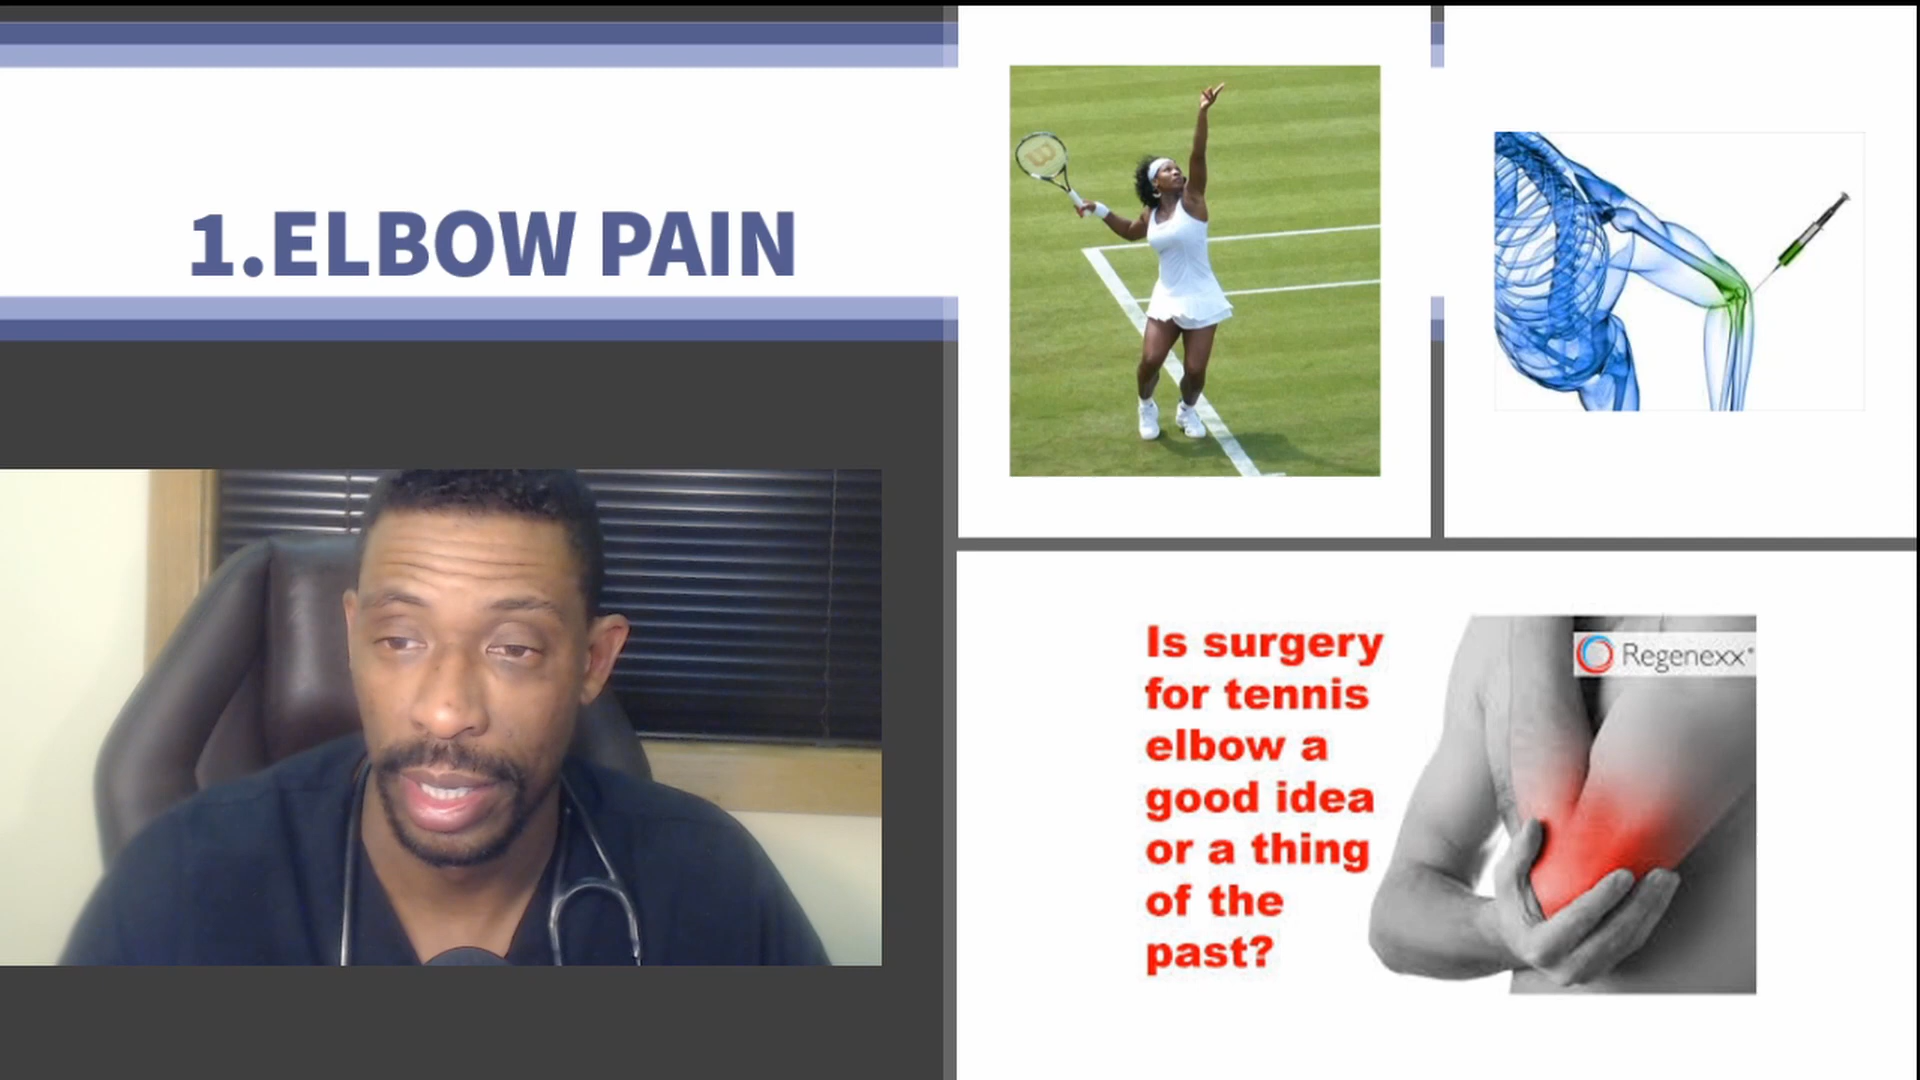 1.ELBOW PAIN
W
Is surgery
for tennis
elbow a
good idea
or a thing
of the
past?
Regenexx®